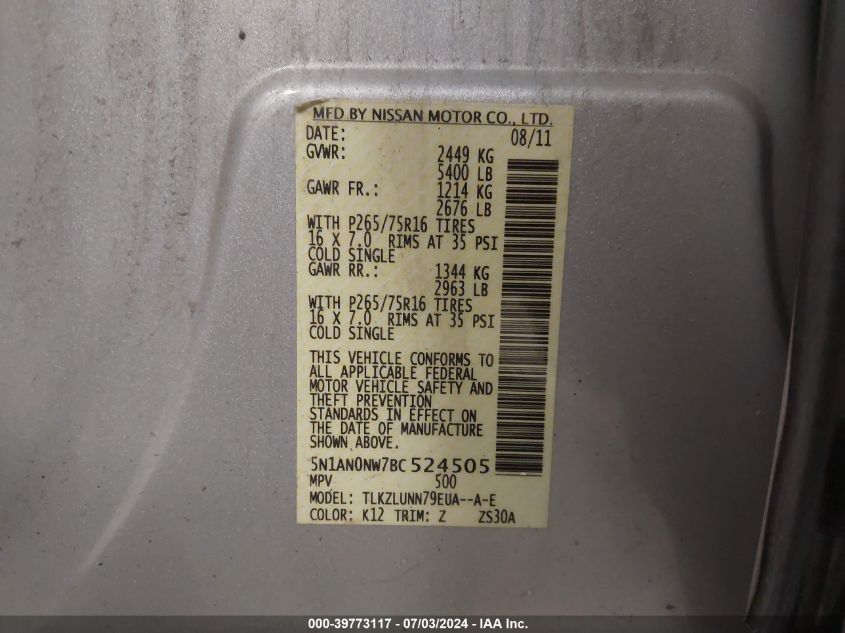 MFD BY NISSAN MOTOR CO., LTD.
DATE: 08/11
GVWR: 2449 KG
5400 LB
GAWR FR.: 1214 KG
2676 LB
WITH P265/75R16 TIRES
16 X 7.0 RIMS AT 35 PSI
COLD SINGLE
GAWR RR.: 1344 KG
2963 LB
WITH P265/75R16 TIRES
16 X 7.0 RIMS AT 35 PSI
COLD SINGLE
THIS VEHICLE CONFORMS TO
ALL APPLICABLE FEDERAL
MOTOR VEHICLE SAFETY AND
THEFT PREVENTION
STANDARDS IN EFFECT ON
THE DATE OF MANUFACTURE
SHOWN ABOVE.
5N1AN0NW7BC524505
MPV 500
MODEL: TLKZLUNN79EUA--A-E
COLOR: K12 TRIM: Z ZS30A
000-39773117 - 07/03/2024 - IAA Inc.